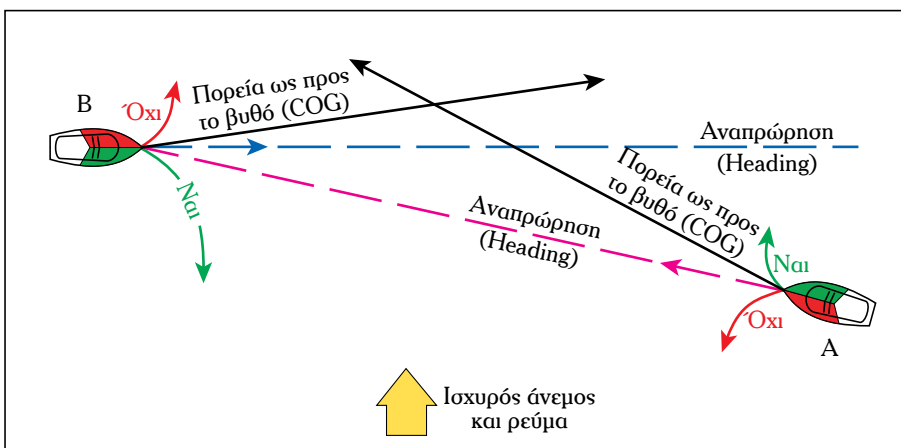 B
Όχι
Πορεία ως προς
το βυθό (COG)
Αναπρώρηση
(Heading)
Ναι
Αναπρώρηση
(Heading)
Πορεία ως προς
το βυθό (COG)
Ναι
Όχι
A
Ισχυρός άνεμος
και ρεύμα